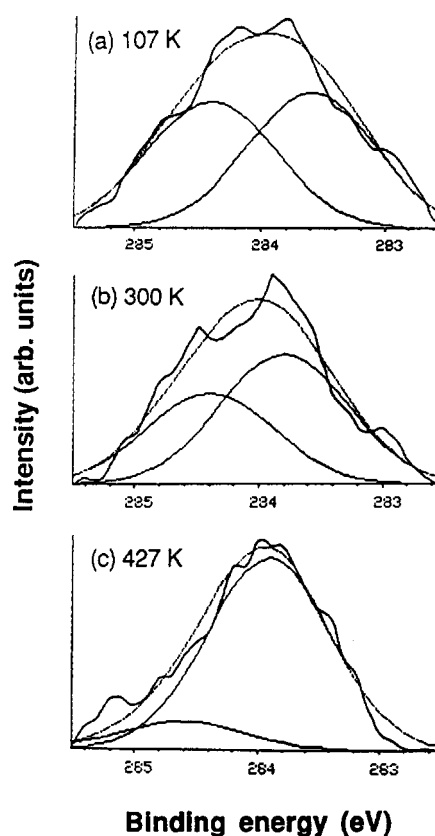 (a) 107 K
285 284 283
(b) 300 K
285 284 283
(c) 427 K
285 284 283
Intensity (arb. units)
Binding energy (eV)